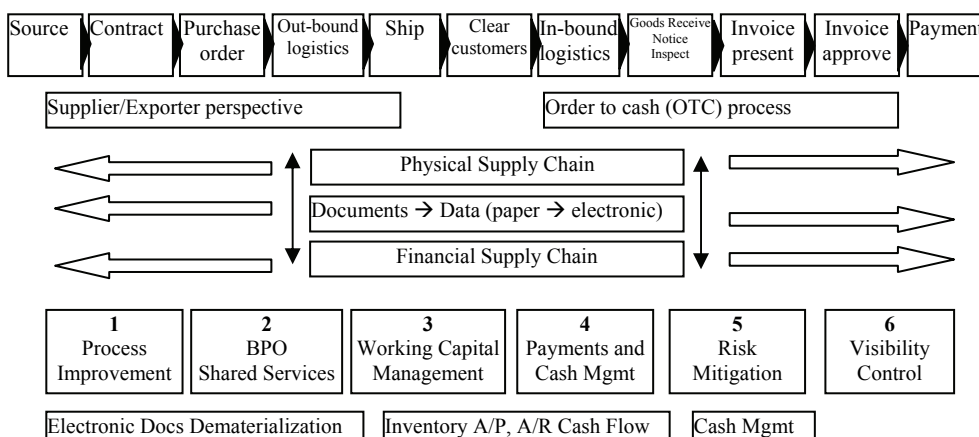 Source
Contract
Purchase
order
Out-bound
logistics
Ship
Clear
customers
In-bound
logistics
Goods Receive
Notice
Inspect
Invoice
present
Invoice
approve
Payment
Supplier/Exporter perspective
Order to cash (OTC) process
Physical Supply Chain
Documents → Data (paper → electronic)
Financial Supply Chain
1
Process
Improvement
2
BPO
Shared Services
3
Working Capital
Management
4
Payments and
Cash Mgmt
5
Risk
Mitigation
6
Visibility
Control
Electronic Docs Dematerialization
Inventory A/P, A/R Cash Flow
Cash Mgmt